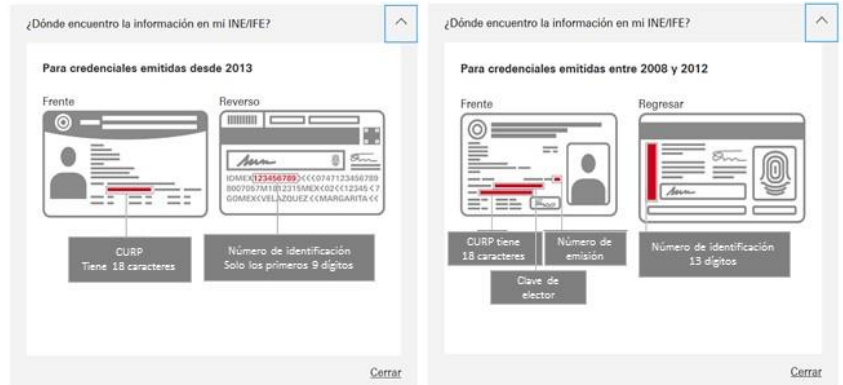 ¿Dónde encuentro la información en mi INE/IFE?
Para credenciales emitidas desde 2013
Frente
Reverso
IDMEX123456789<<<0747123456789
8007057M1812315MEX<02<<12345<7
GOMEX<VELAZQUEZ<<MARGARITA<<
CURP
Tiene 18 caracteres
Número de identificación
Solo los primeros 9 dígitos
Cerrar
¿Dónde encuentro la información en mi INE/IFE?
Para credenciales emitidas entre 2008 y 2012
Frente
Regresar
CURP tiene
18 caracteres
Número de
emisión
Clave de
elector
Número de identificación
13 dígitos
Cerrar